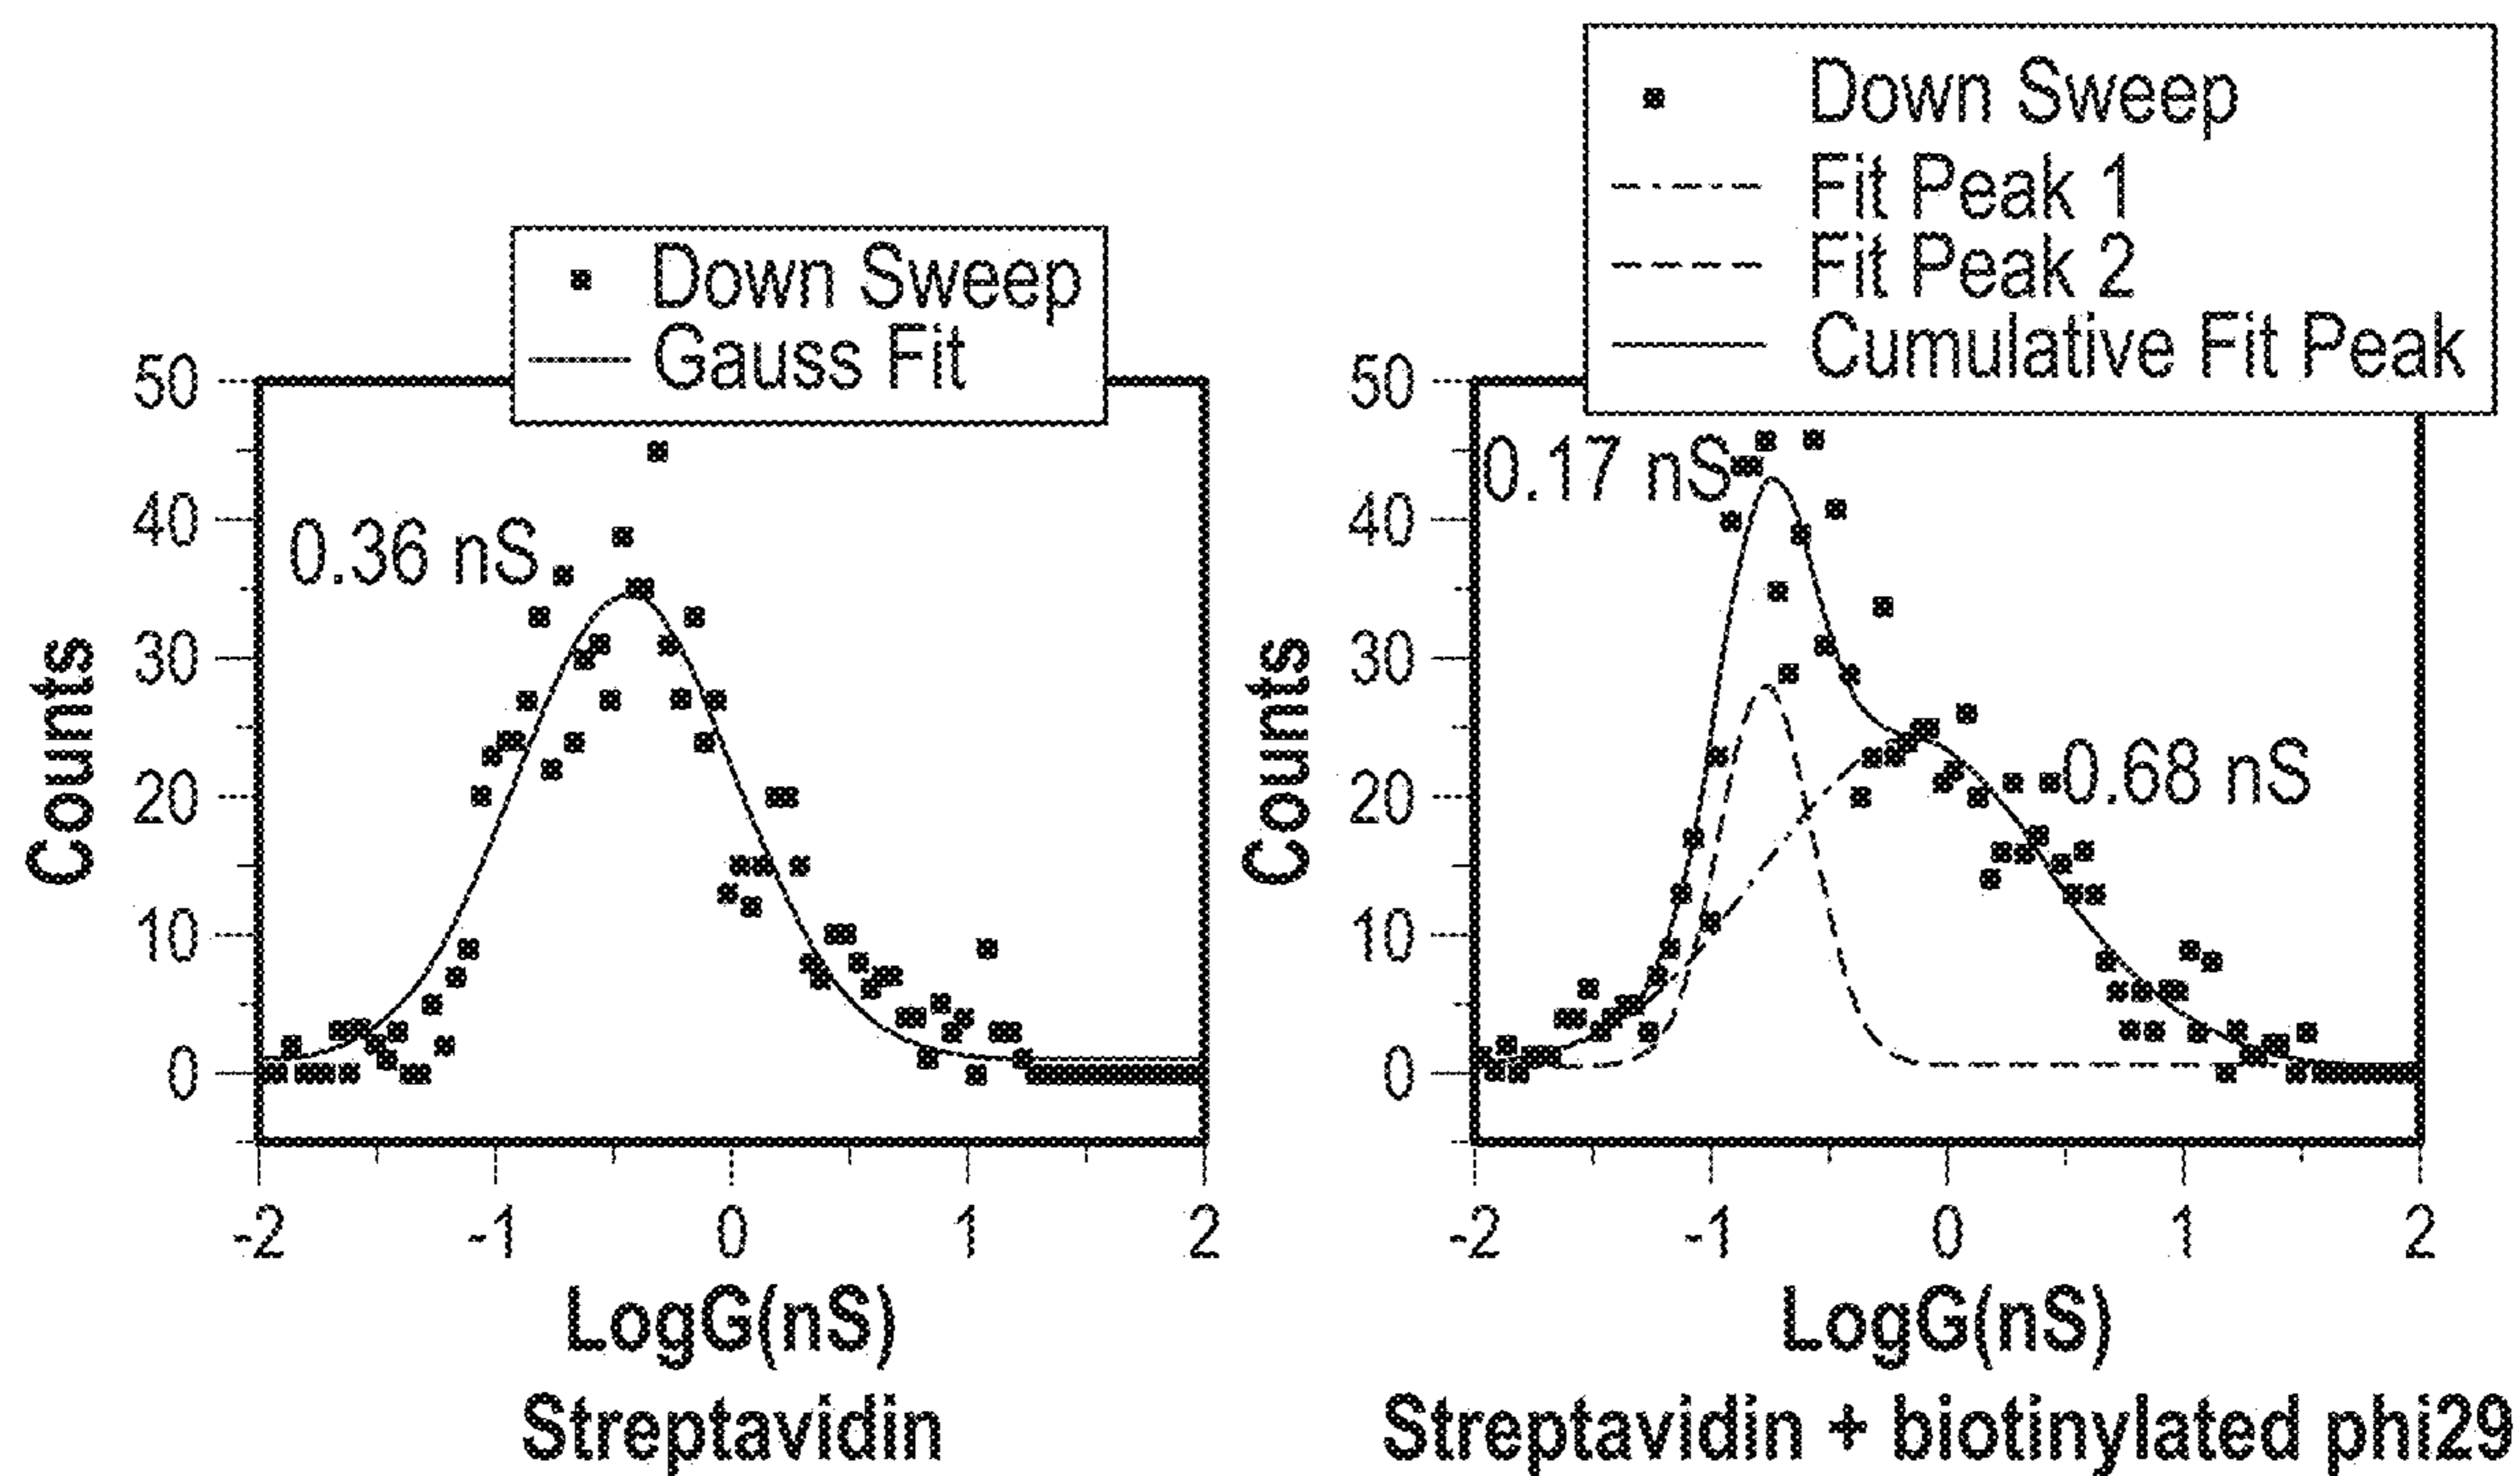 Down Sweep
Gauss Fit
50
40
30
20
10
0
Counts
0.36 nS
-2 -1 0 1 2
LogG(nS)
Streptavidin
Down Sweep
Fit Peak 1
Fit Peak 2
Cumulative Fit Peak
50
40
30
20
10
0
Counts
0.17 nS
0.68 nS
-2 -1 0 1 2
LogG(nS)
Streptavidin + biotinylated phi29